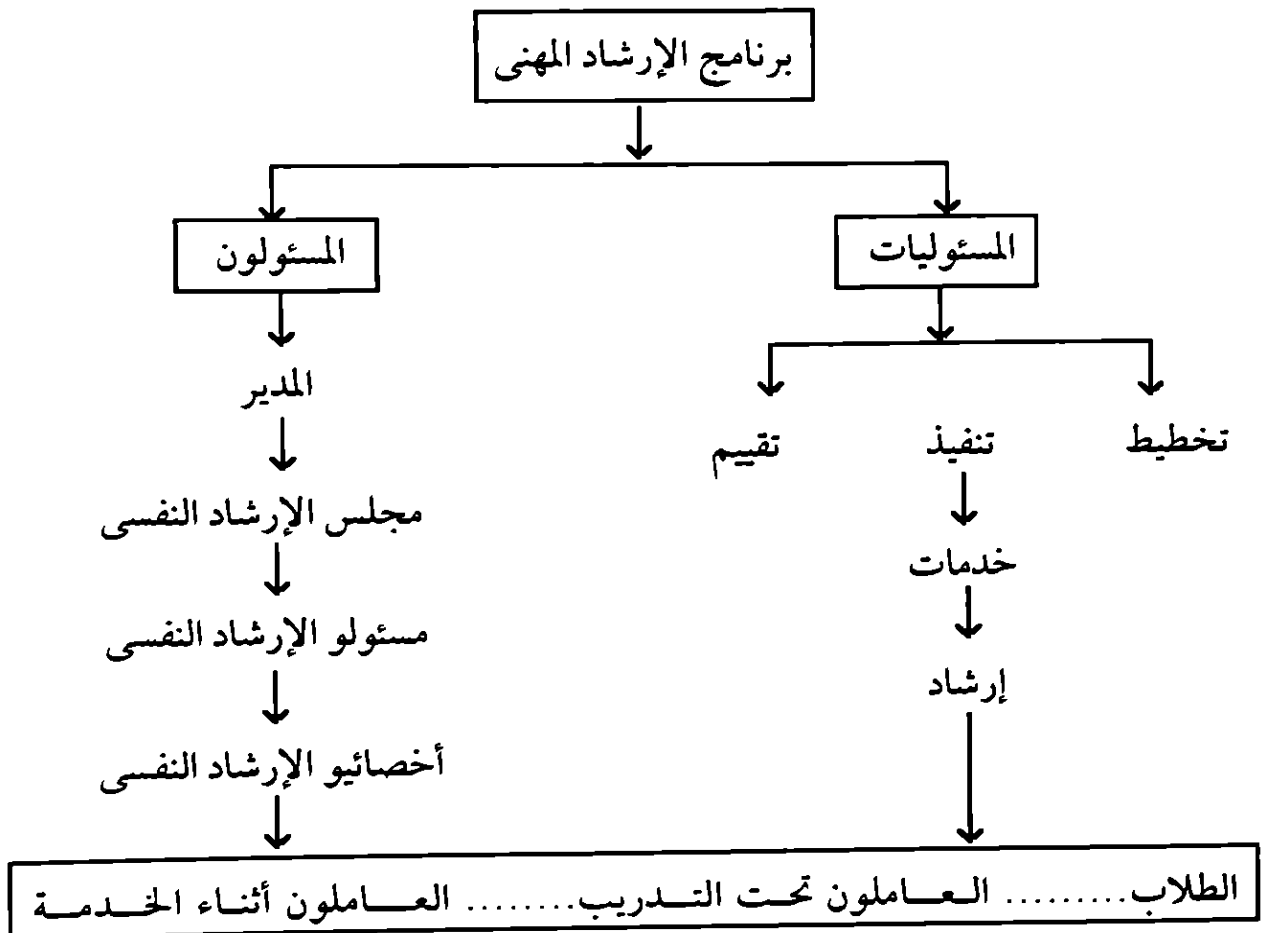 برنامج الإرشاد المهنى
المسئوليات
المسئولون
تخطيط
تنفيذ
تقييم
خدمات
إرشاد
المدير
مجلس الإرشاد النفسى
مسئولو الإرشاد النفسى
أخصائيو الإرشاد النفسى
الطلاب......... العاملون تحت التدريب........ العاملون أثناء الخدمة